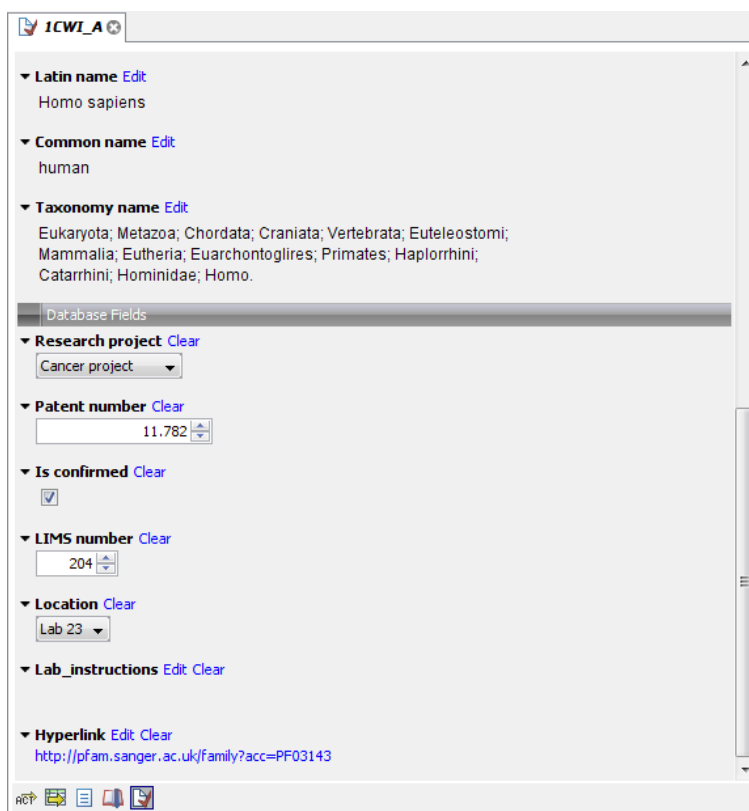 1CWI_A
Latin name Edit
Homo sapiens
Common name Edit
human
Taxonomy name Edit
Eukaryota; Metazoa; Chordata; Craniata; Vertebrata; Euteleostomi;
Mammalia; Eutheria; Euarchontoglires; Primates; Haplorrhini;
Catarrhini; Hominidae; Homo.
Database Fields
Research project Clear
Cancer project
Patent number Clear
11.782
Is confirmed Clear
LIMS number Clear
204
Location Clear
Lab 23
Lab_instructions Edit Clear
Hyperlink Edit Clear
http://pfam.sanger.ac.uk/family?acc=PF03143
ACT